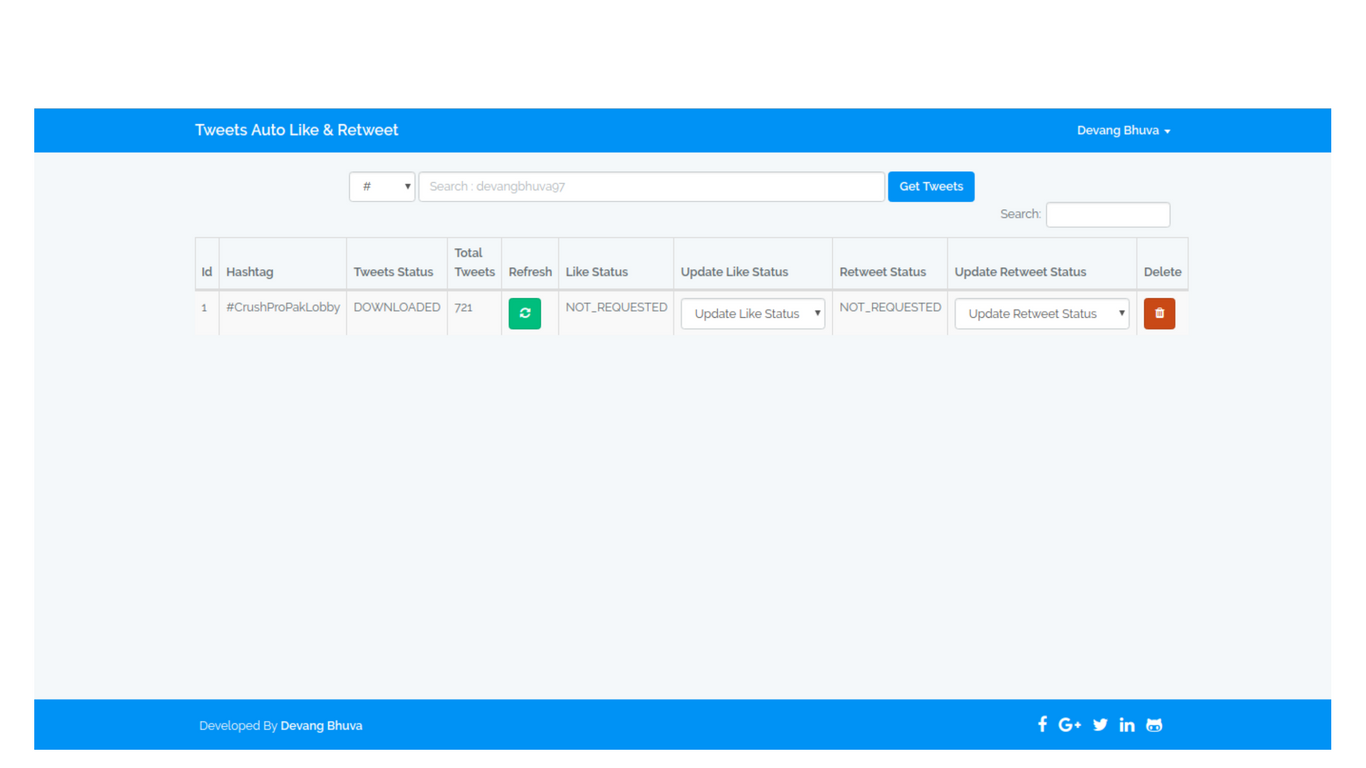 Tweets Auto Like & Retweet
Devang Bhuva
#
Search : devangbhuva97
Get Tweets
Search:
Id Hashtag Tweets Status Total Tweets Refresh Like Status Update Like Status Retweet Status Update Retweet Status Delete
1 #CrushProPakLobby DOWNLOADED 721 NOT_REQUESTED Update Like Status NOT_REQUESTED Update Retweet Status
Developed By Devang Bhuva